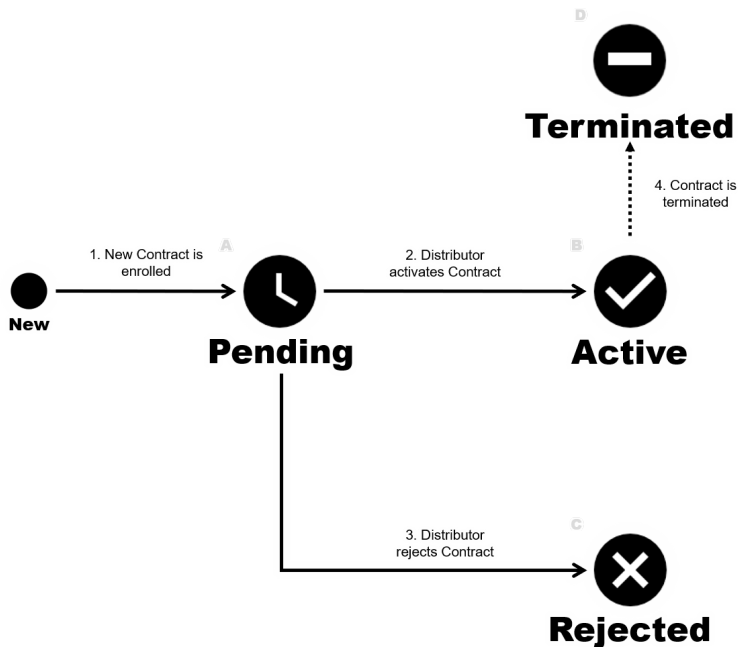 D
Terminated
4. Contract is
terminated
A
1. New Contract is
enrolled
2. Distributor
activates Contract
B
New
Pending
Active
3. Distributor
rejects Contract
C
Rejected